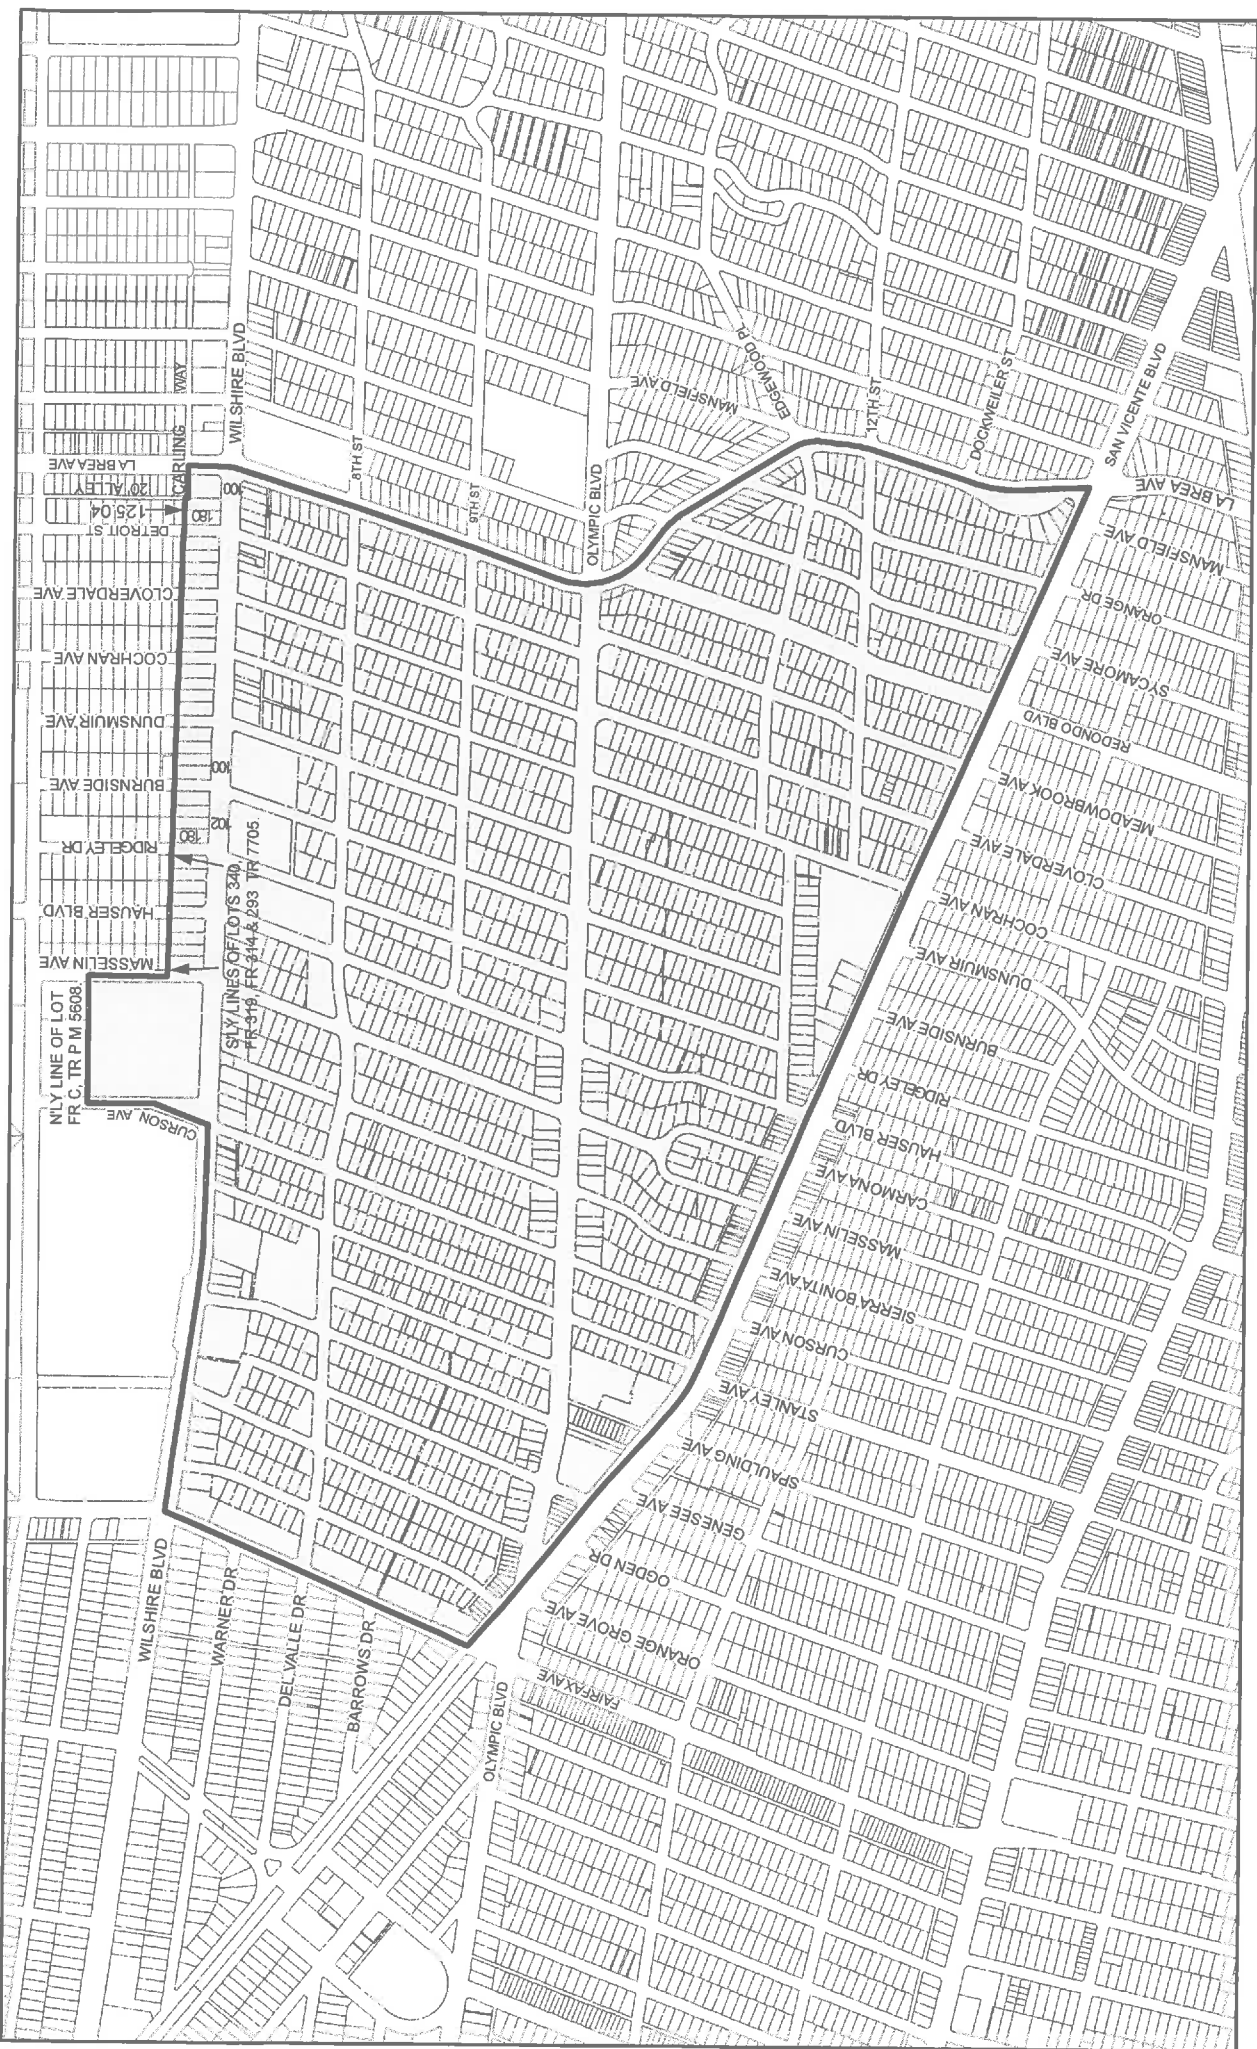 CARLING
WAY
WILSHIRE BLVD
LA BREA AVE
20' ALLEY
125.04
DETROIT ST
CLOVERDALE AVE
COCHRAN AVE
DUNSMUIR AVE
BURNSIDE AVE
RIDGELEY DR
HAUSER BLVD
MASSELIN AVE
100
180
100
102
180
NLY LINE OF LOT
FR C, TR P M 5608
CURSON AVE
SLY LINES OF LOTS 340,
FR 319, FR 314 & 293 TR 7705
8TH ST
9TH ST
OLYMPIC BLVD
MANSFIELD AVE
EDGEWOOD PL
12TH ST
DOCKWEILER ST
SAN VICENTE BLVD
LA BREA AVE
MANSFIELD AVE
ORANGE DR
SYCAMORE AVE
REDONDO BLVD
MEADOWBROOK AVE
CLOVERDALE AVE
COCHRAN AVE
DUNSMUIR AVE
BURNSIDE AVE
RIDGELEY DR
HAUSER BLVD
CARMONA AVE
MASSELIN AVE
SIERRA BONITA AVE
CURSON AVE
STANLEY AVE
SPAULDING AVE
GENESEE AVE
OGDEN DR
ORANGE GROVE AVE
FAIRFAX AVE
WILSHIRE BLVD
WARNER DR
DEL VALLE DR
BARROWS DR
OLYMPIC BLVD